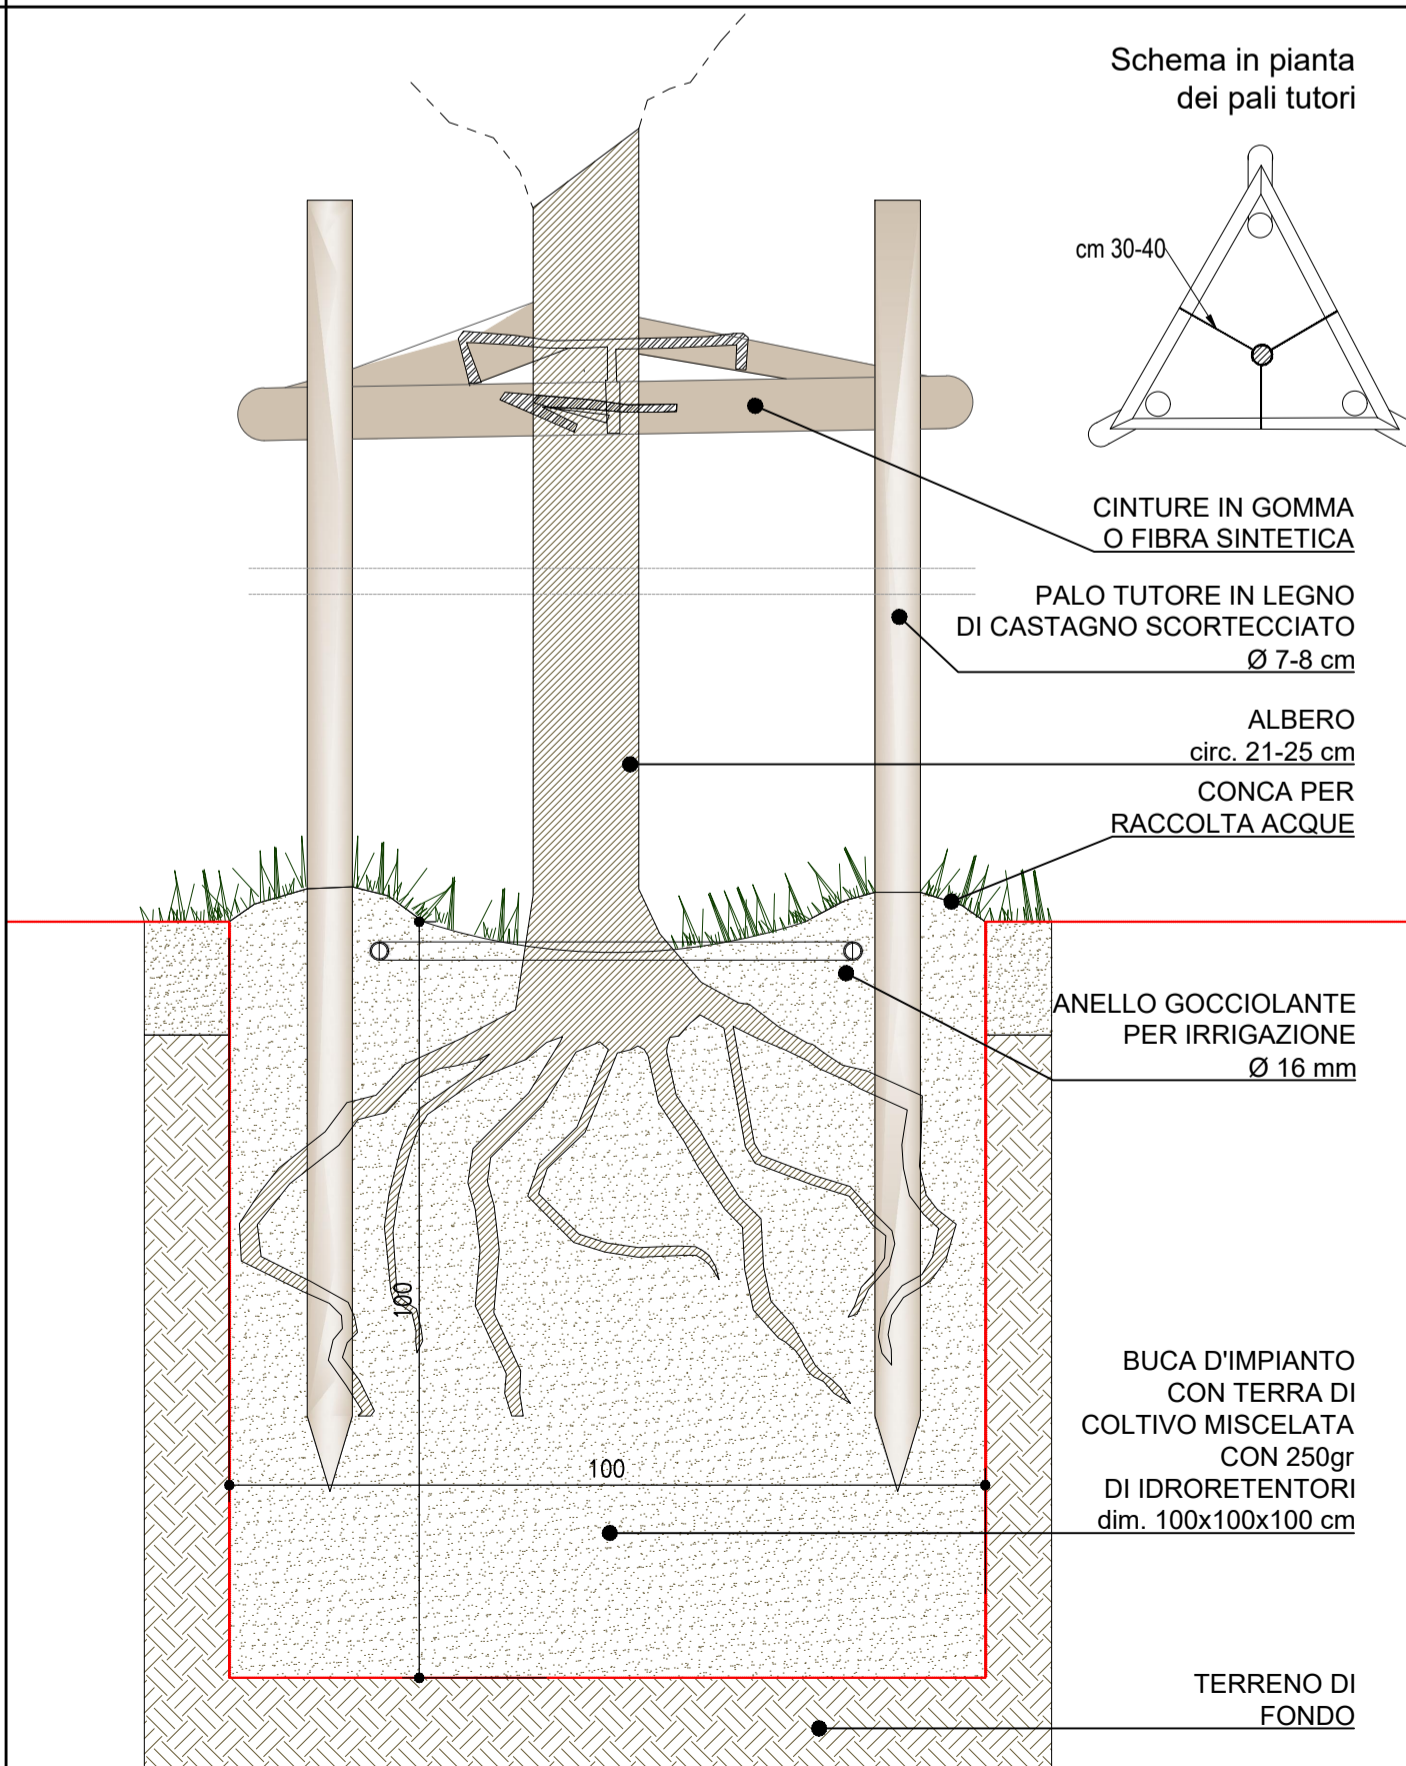 Schema in pianta
dei pali tutori
cm 30-40
CINTURE IN GOMMA
O FIBRA SINTETICA
PALO TUTORE IN LEGNO
DI CASTAGNO SCORTECCIATO
Ø 7-8 cm
ALBERO
circ. 21-25 cm
CONCA PER
RACCOLTA ACQUE
ANELLO GOCCIOLANTE
PER IRRIGAZIONE
Ø 16 mm
100
BUCA D'IMPIANTO
CON TERRA DI
COLTIVO MISCELATA
CON 250gr
DI IDRORETENTORI
dim. 100x100x100 cm
100
TERRENO DI
FONDO